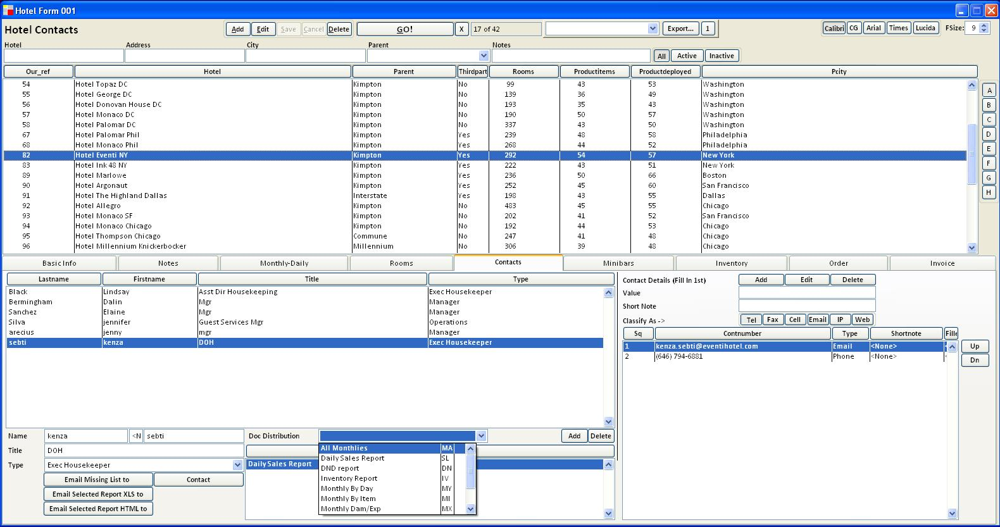 Hotel Form 001
Hotel Contacts Add Edit Save Cancel Delete GO! X 17 of 42 Export... 1 Calibri CG Arial Times Lucida FSize: 9
Hotel Address City Parent Notes
All Active Inactive
Our_ref Hotel Parent Thirdpart Rooms Productitems Productdeployed Pcity
54 Hotel Topaz DC Kimpton No 99 43 53 Washington
55 Hotel George DC Kimpton No 139 36 49 Washington
56 Hotel Donovan House DC Kimpton No 193 35 43 Washington
57 Hotel Monaco DC Kimpton No 190 50 57 Washington
58 Hotel Palomar DC Kimpton No 337 43 50 Washington
67 Hotel Palomar Phil Kimpton Yes 239 48 58 Philadelphia
68 Hotel Monaco Phil Kimpton Yes 268 44 52 Philadelphia
82 Hotel Eventi NY Kimpton Yes 292 54 57 New York
83 Hotel Ink 48 NY Kimpton Yes 222 43 51 New York
89 Hotel Marlowe Kimpton Yes 236 50 66 Boston
90 Hotel Argonaut Kimpton Yes 252 45 60 San Francisco
91 Hotel The Highland Dallas Interstate Yes 198 43 55 Dallas
92 Hotel Allegro Kimpton No 483 45 55 Chicago
93 Hotel Monaco SF Kimpton No 202 41 52 San Francisco
94 Hotel Monaco Chicago Kimpton No 192 44 53 Chicago
95 Hotel Thompson Chicago Commune No 247 41 48 Chicago
96 Hotel Millennium Knickerbocker Millennium No 306 39 48 Chicago
A
B
C
D
E
F
G
H
Basic Info Notes Monthly-Daily Rooms Contacts Minibars Inventory Order Invoice
Lastname Firstname Title Type
Black Lindsay Asst Dir Housekeeping Exec Housekeeper
Bermingham Dalin Mgr Manager
Sanchez Elaine Mgr Manager
Silva jennifer Guest Services Mgr Operations
arecius jenny mgr Manager
sebti kenza DOH Exec Housekeeper
Contact Details (Fill In 1st) Add Edit Delete
Value
Short Note
Classify As -> Tel Fax Cell Email IP Web
Sq Contnumber Type Shortnote Fille
1 kenza.sebti@eventihotel.com Email <None> <
2 (646) 794-6881 Phone <None> <
Up
Dn
Name kenza <N sebti Doc Distribution Add Delete
Title DOH
Type Exec Housekeeper
Email Missing List to Contact
Email Selected Report XLS to
Email Selected Report HTML to
Daily Sales Report
All Monthlies MA
Daily Sales Report SL
DND report DN
Inventory Report IV
Monthly By Day MY
Monthly By Item MI
Monthly Dam/Exp MX